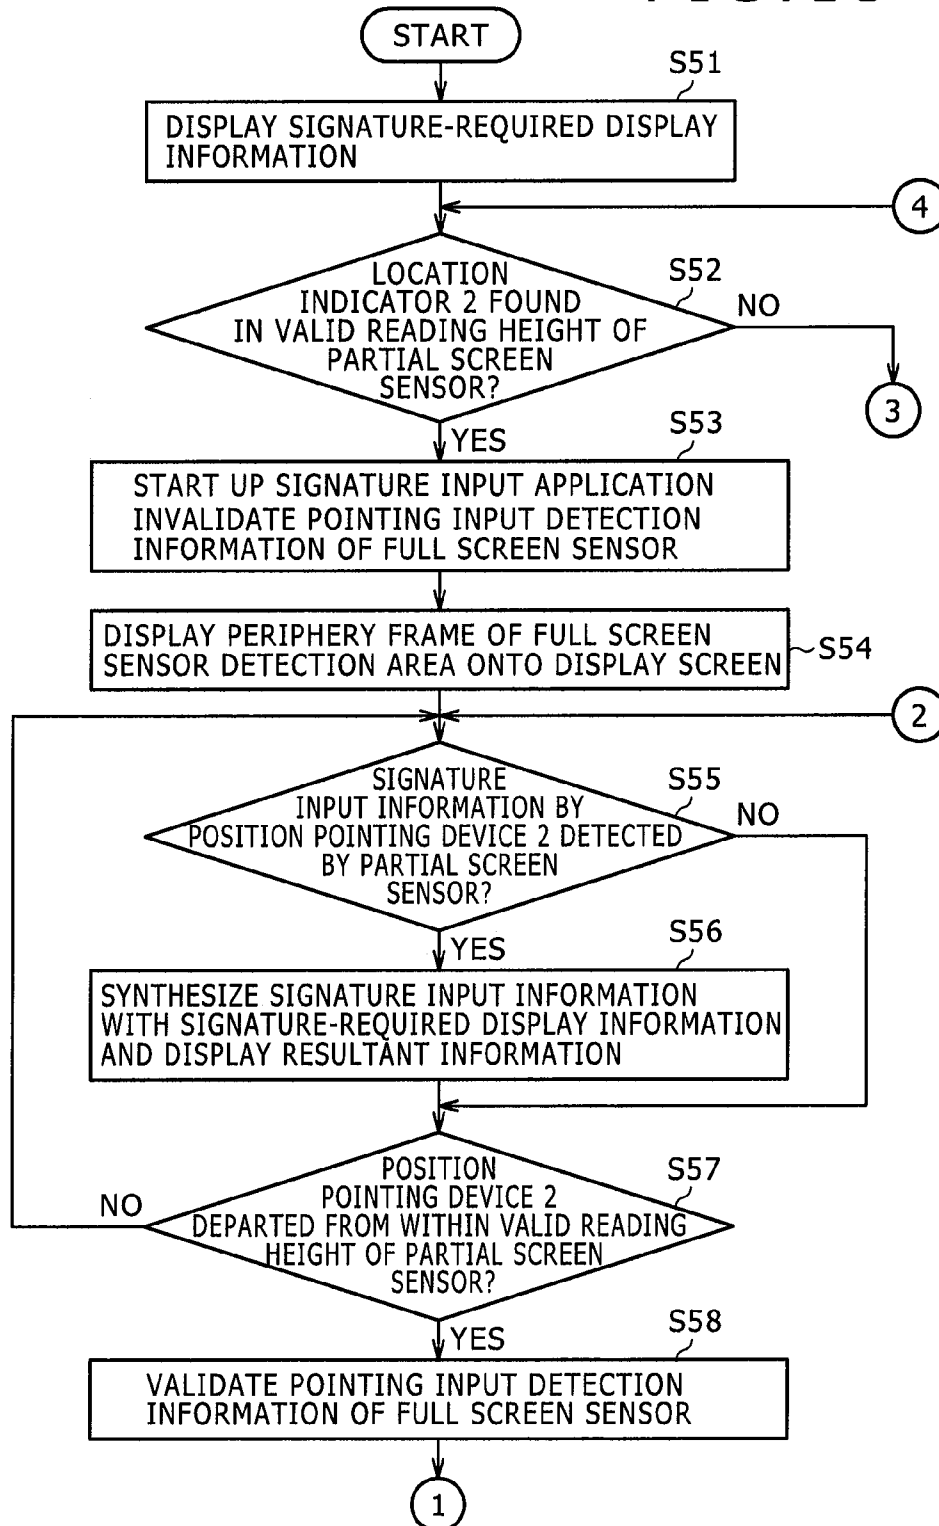 START
S51
DISPLAY SIGNATURE-REQUIRED DISPLAY
INFORMATION
4
S52
LOCATION
INDICATOR 2 FOUND
IN VALID READING HEIGHT OF
PARTIAL SCREEN
SENSOR?
NO
3
YES
S53
START UP SIGNATURE INPUT APPLICATION
INVALIDATE POINTING INPUT DETECTION
INFORMATION OF FULL SCREEN SENSOR
DISPLAY PERIPHERY FRAME OF FULL SCREEN
SENSOR DETECTION AREA ONTO DISPLAY SCREEN
S54
2
S55
SIGNATURE
INPUT INFORMATION BY
POSITION POINTING DEVICE 2 DETECTED
BY PARTIAL SCREEN
SENSOR?
NO
YES
S56
SYNTHESIZE SIGNATURE INPUT INFORMATION
WITH SIGNATURE-REQUIRED DISPLAY INFORMATION
AND DISPLAY RESULTANT INFORMATION
S57
POSITION
POINTING DEVICE 2
DEPARTED FROM WITHIN VALID READING
HEIGHT OF PARTIAL SCREEN
SENSOR?
NO
YES
S58
VALIDATE POINTING INPUT DETECTION
INFORMATION OF FULL SCREEN SENSOR
1